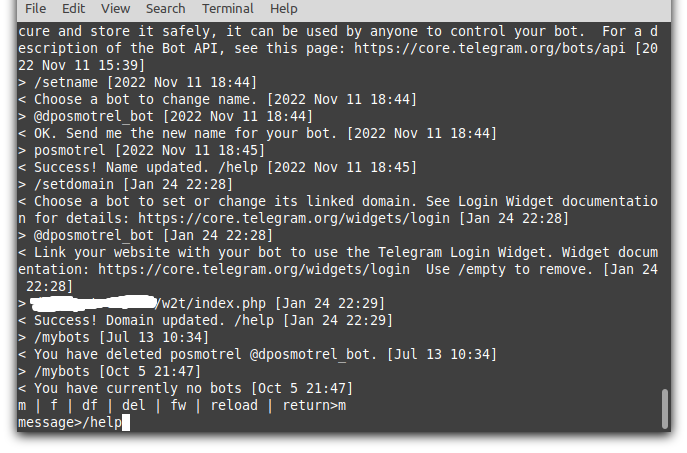 File Edit View Search Terminal Help
cure and store it safely, it can be used by anyone to control your bot.  For a d
escription of the Bot API, see this page: https://core.telegram.org/bots/api [20
22 Nov 11 15:39]
> /setname [2022 Nov 11 18:44]
< Choose a bot to change name. [2022 Nov 11 18:44]
> @dposmotrel_bot [2022 Nov 11 18:44]
< OK. Send me the new name for your bot. [2022 Nov 11 18:44]
> posmotrel [2022 Nov 11 18:45]
< Success! Name updated. /help [2022 Nov 11 18:45]
> /setdomain [Jan 24 22:28]
< Choose a bot to set or change its linked domain. See Login Widget documentatio
n for details: https://core.telegram.org/widgets/login [Jan 24 22:28]
> @dposmotrel_bot [Jan 24 22:28]
< Link your website with your bot to use the Telegram Login Widget. Widget docum
entation: https://core.telegram.org/widgets/login  Use /empty to remove. [Jan 24
 22:28]
> /w2t/index.php [Jan 24 22:29]
< Success! Domain updated. /help [Jan 24 22:29]
> /mybots [Jul 13 10:34]
< You have deleted posmotrel @dposmotrel_bot. [Jul 13 10:34]
> /mybots [Oct 5 21:47]
< You have currently no bots [Oct 5 21:47]
m | f | df | del | fw | reload | return>m
message>/help